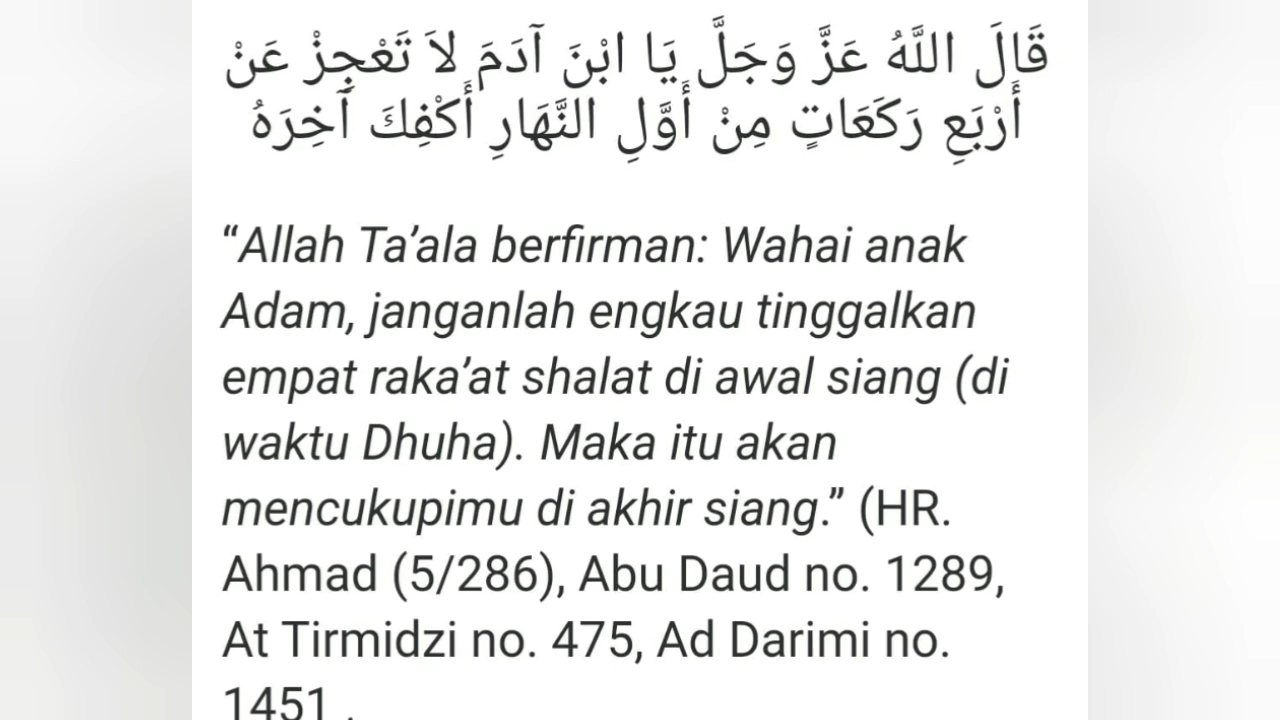 قَالَ اللَّهُ عَزَّ وَجَلَّ يَا ابْنَ آدَمَ لاَ تَعْجِزْ عَنْ
أَرْبَعِ رَكَعَاتٍ مِنْ أَوَّلِ النَّهَارِ أَكْفِكَ آخِرَهُ
“Allah Ta’ala berfirman: Wahai anak
Adam, janganlah engkau tinggalkan
empat raka’at shalat di awal siang (di
waktu Dhuha). Maka itu akan
mencukupimu di akhir siang.” (HR.
Ahmad (5/286), Abu Daud no. 1289,
At Tirmidzi no. 475, Ad Darimi no.
1451 .